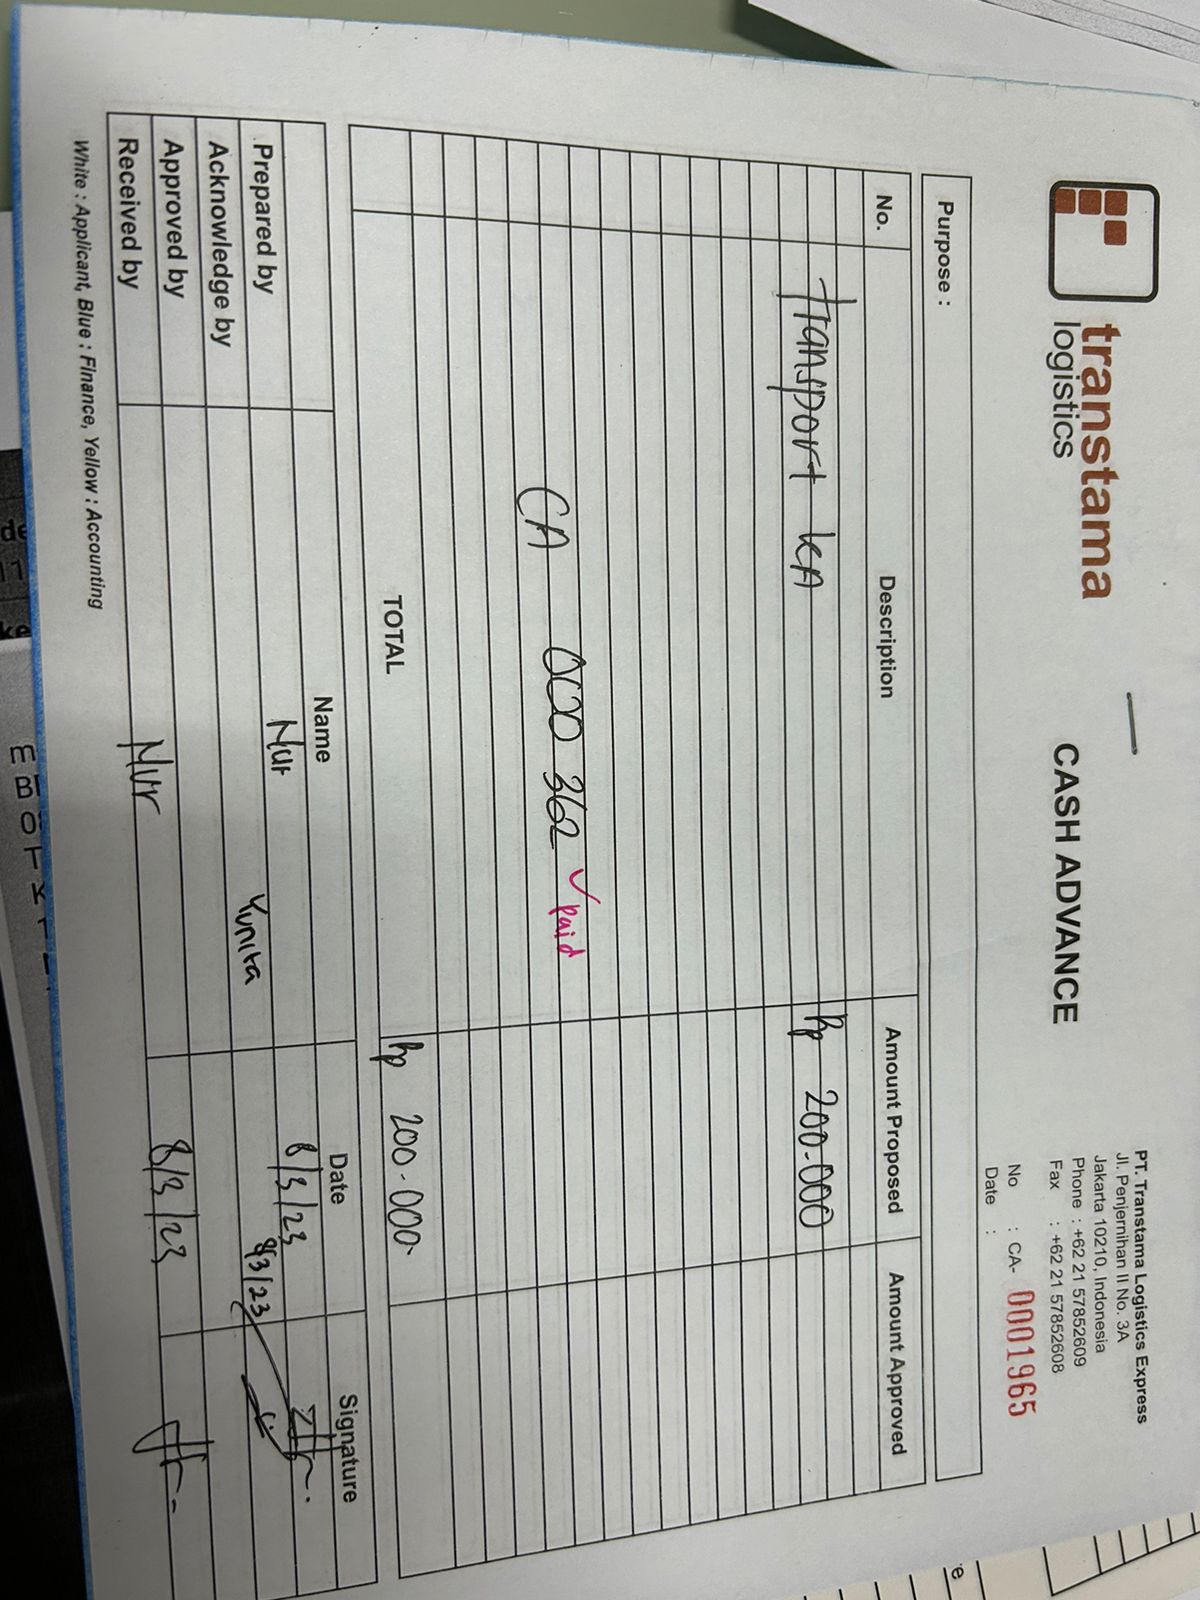 transtama
logistics
CASH ADVANCE
PT. Transtama Logistics Express
Jl. Penjernihan II No. 3A
Jakarta 10210, Indonesia
Phone : +62 21 57852609
Fax : +62 21 57852608
No : CA- 0001965
Date :
Purpose :
No. Description Amount Proposed Amount Approved
Transport KA Rp 200.000
CA 000 362 ✓ paid
TOTAL Rp 200.000
Name Date Signature
Prepared by Nur 8/3/23
Acknowledge by Yunita 8/3/23
Approved by
Received by Nur 8/3/23
White : Applicant, Blue : Finance, Yellow : Accounting